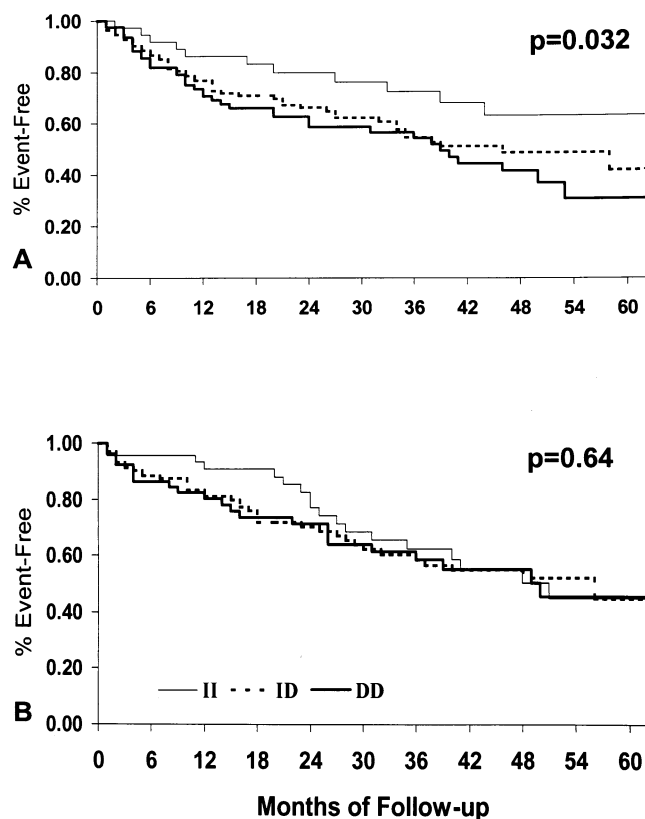 1.00
p=0.032
0.80
0.60
0.40
0.20
0.00
% Event-Free
A
0 6 12 18 24 30 36 42 48 54 60
1.00
p=0.64
0.80
0.60
0.40
0.20
0.00
% Event-Free
II ID DD
B
0 6 12 18 24 30 36 42 48 54 60
Months of Follow-up